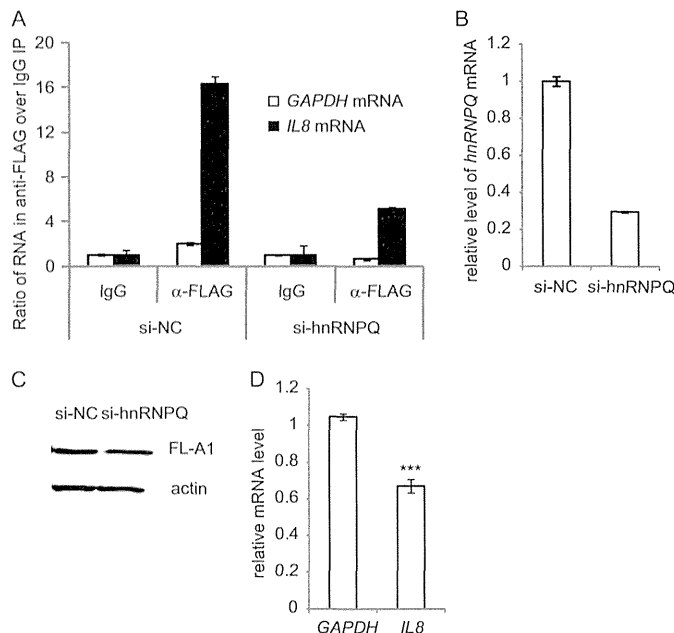 A
Ratio of RNA in anti-FLAG over IgG IP
20
16
12
8
4
0
GAPDH mRNA
IL8 mRNA
IgG
α-FLAG
IgG
α-FLAG
si-NC
si-hnRNPQ
B
relative level of hnRNPQ mRNA
1.2
1
0.8
0.6
0.4
0.2
0
si-NC
si-hnRNPQ
C
si-NC si-hnRNPQ
FL-A1
actin
D
relative mRNA level
1.2
1
0.8
0.6
0.4
0.2
0
***
GAPDH
IL8